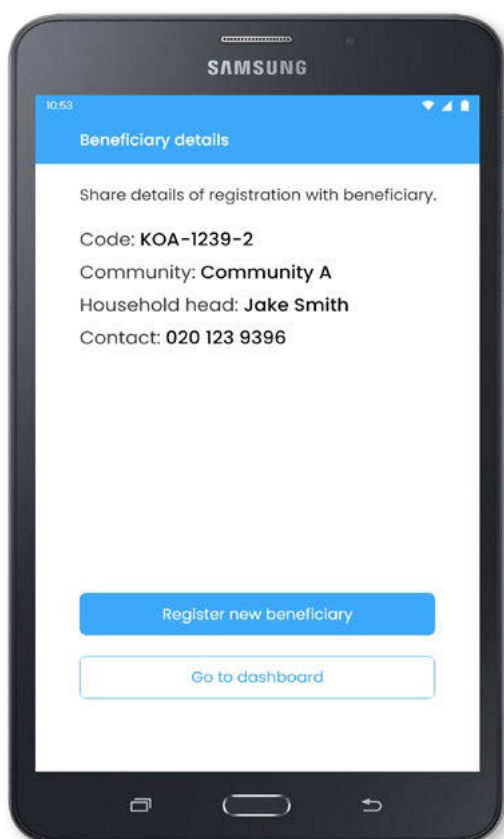 SAMSUNG
10:53
Beneficiary details
Share details of registration with beneficiary.
Code: KOA-1239-2
Community: Community A
Household head: Jake Smith
Contact: 020 123 9396
Register new beneficiary
Go to dashboard